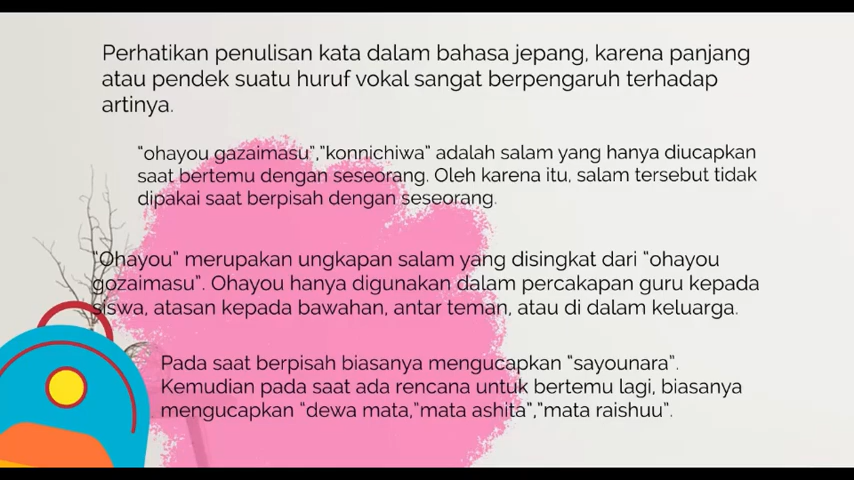 Perhatikan penulisan kata dalam bahasa jepang, karena panjang
atau pendek suatu huruf vokal sangat berpengaruh terhadap
artinya.
"ohayou gazaimasu","konnichiwa" adalah salam yang hanya diucapkan
saat bertemu dengan seseorang. Oleh karena itu, salam tersebut tidak
dipakai saat berpisah dengan seseorang.
"Ohayou" merupakan ungkapan salam yang disingkat dari "ohayou
gozaimasu". Ohayou hanya digunakan dalam percakapan guru kepada
siswa, atasan kepada bawahan, antar teman, atau di dalam keluarga.
Pada saat berpisah biasanya mengucapkan "sayounara".
Kemudian pada saat ada rencana untuk bertemu lagi, biasanya
mengucapkan "dewa mata,"mata ashita","mata raishuu".